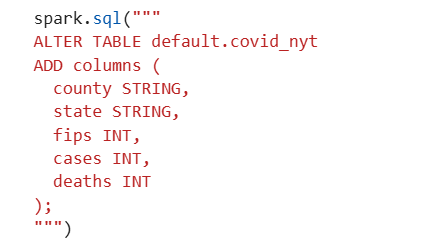 spark.sql("""
ALTER TABLE default.covid_nyt
ADD columns (
  county STRING,
  state STRING,
  fips INT,
  cases INT,
  deaths INT
);
""")